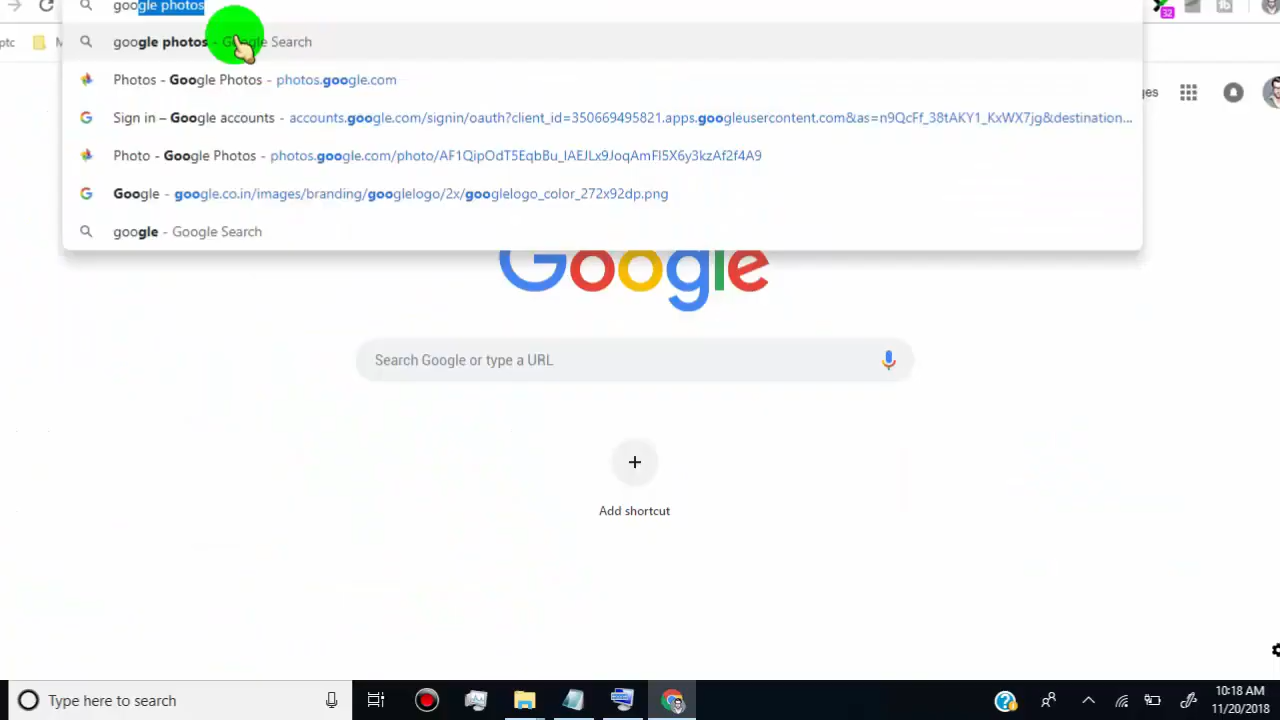 google photos
32
ptc
google photos - Google Search
Photos - Google Photos - photos.google.com
ges
Sign in – Google accounts - accounts.google.com/signin/oauth?client_id=350669495821.apps.googleusercontent.com&as=n9QcFf_38tAKY1_KxWX7jg&destination...
Photo - Google Photos - photos.google.com/photo/AF1QipOdT5EqbBu_IAEJLx9JoqAmFl5X6y3kzAf2f4A9
Google - google.co.in/images/branding/googlelogo/2x/googlelogo_color_272x92dp.png
google - Google Search
Google
Search Google or type a URL
Add shortcut
Type here to search
10:18 AM
11/20/2018